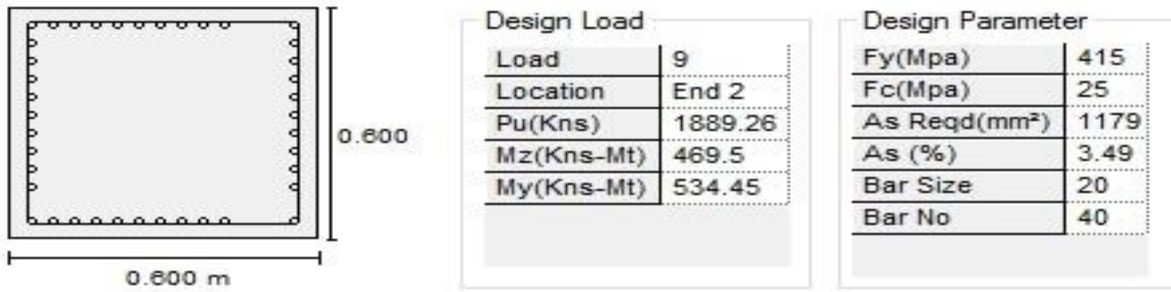 0.600
0.600 m
Design Load
Load 9
Location End 2
Pu(Kns) 1889.26
Mz(Kns-Mt) 469.5
My(Kns-Mt) 534.45
Design Parameter
Fy(Mpa) 415
Fc(Mpa) 25
As Reqd(mm²) 1179
As (%) 3.49
Bar Size 20
Bar No 40